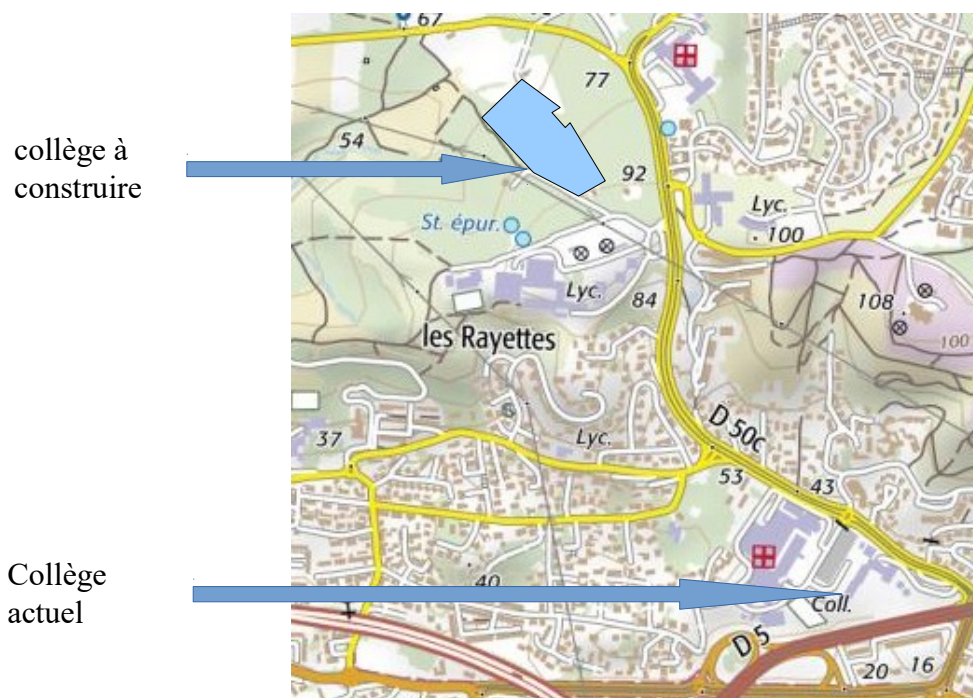 67
77
collège à
construire
54
92
Lyc.
100
St. épur.
Lyc.
84
108
les Rayettes
100
D 50c
37
Lyc.
53
43
Collège
actuel
40
Coll.
D 5
20
16